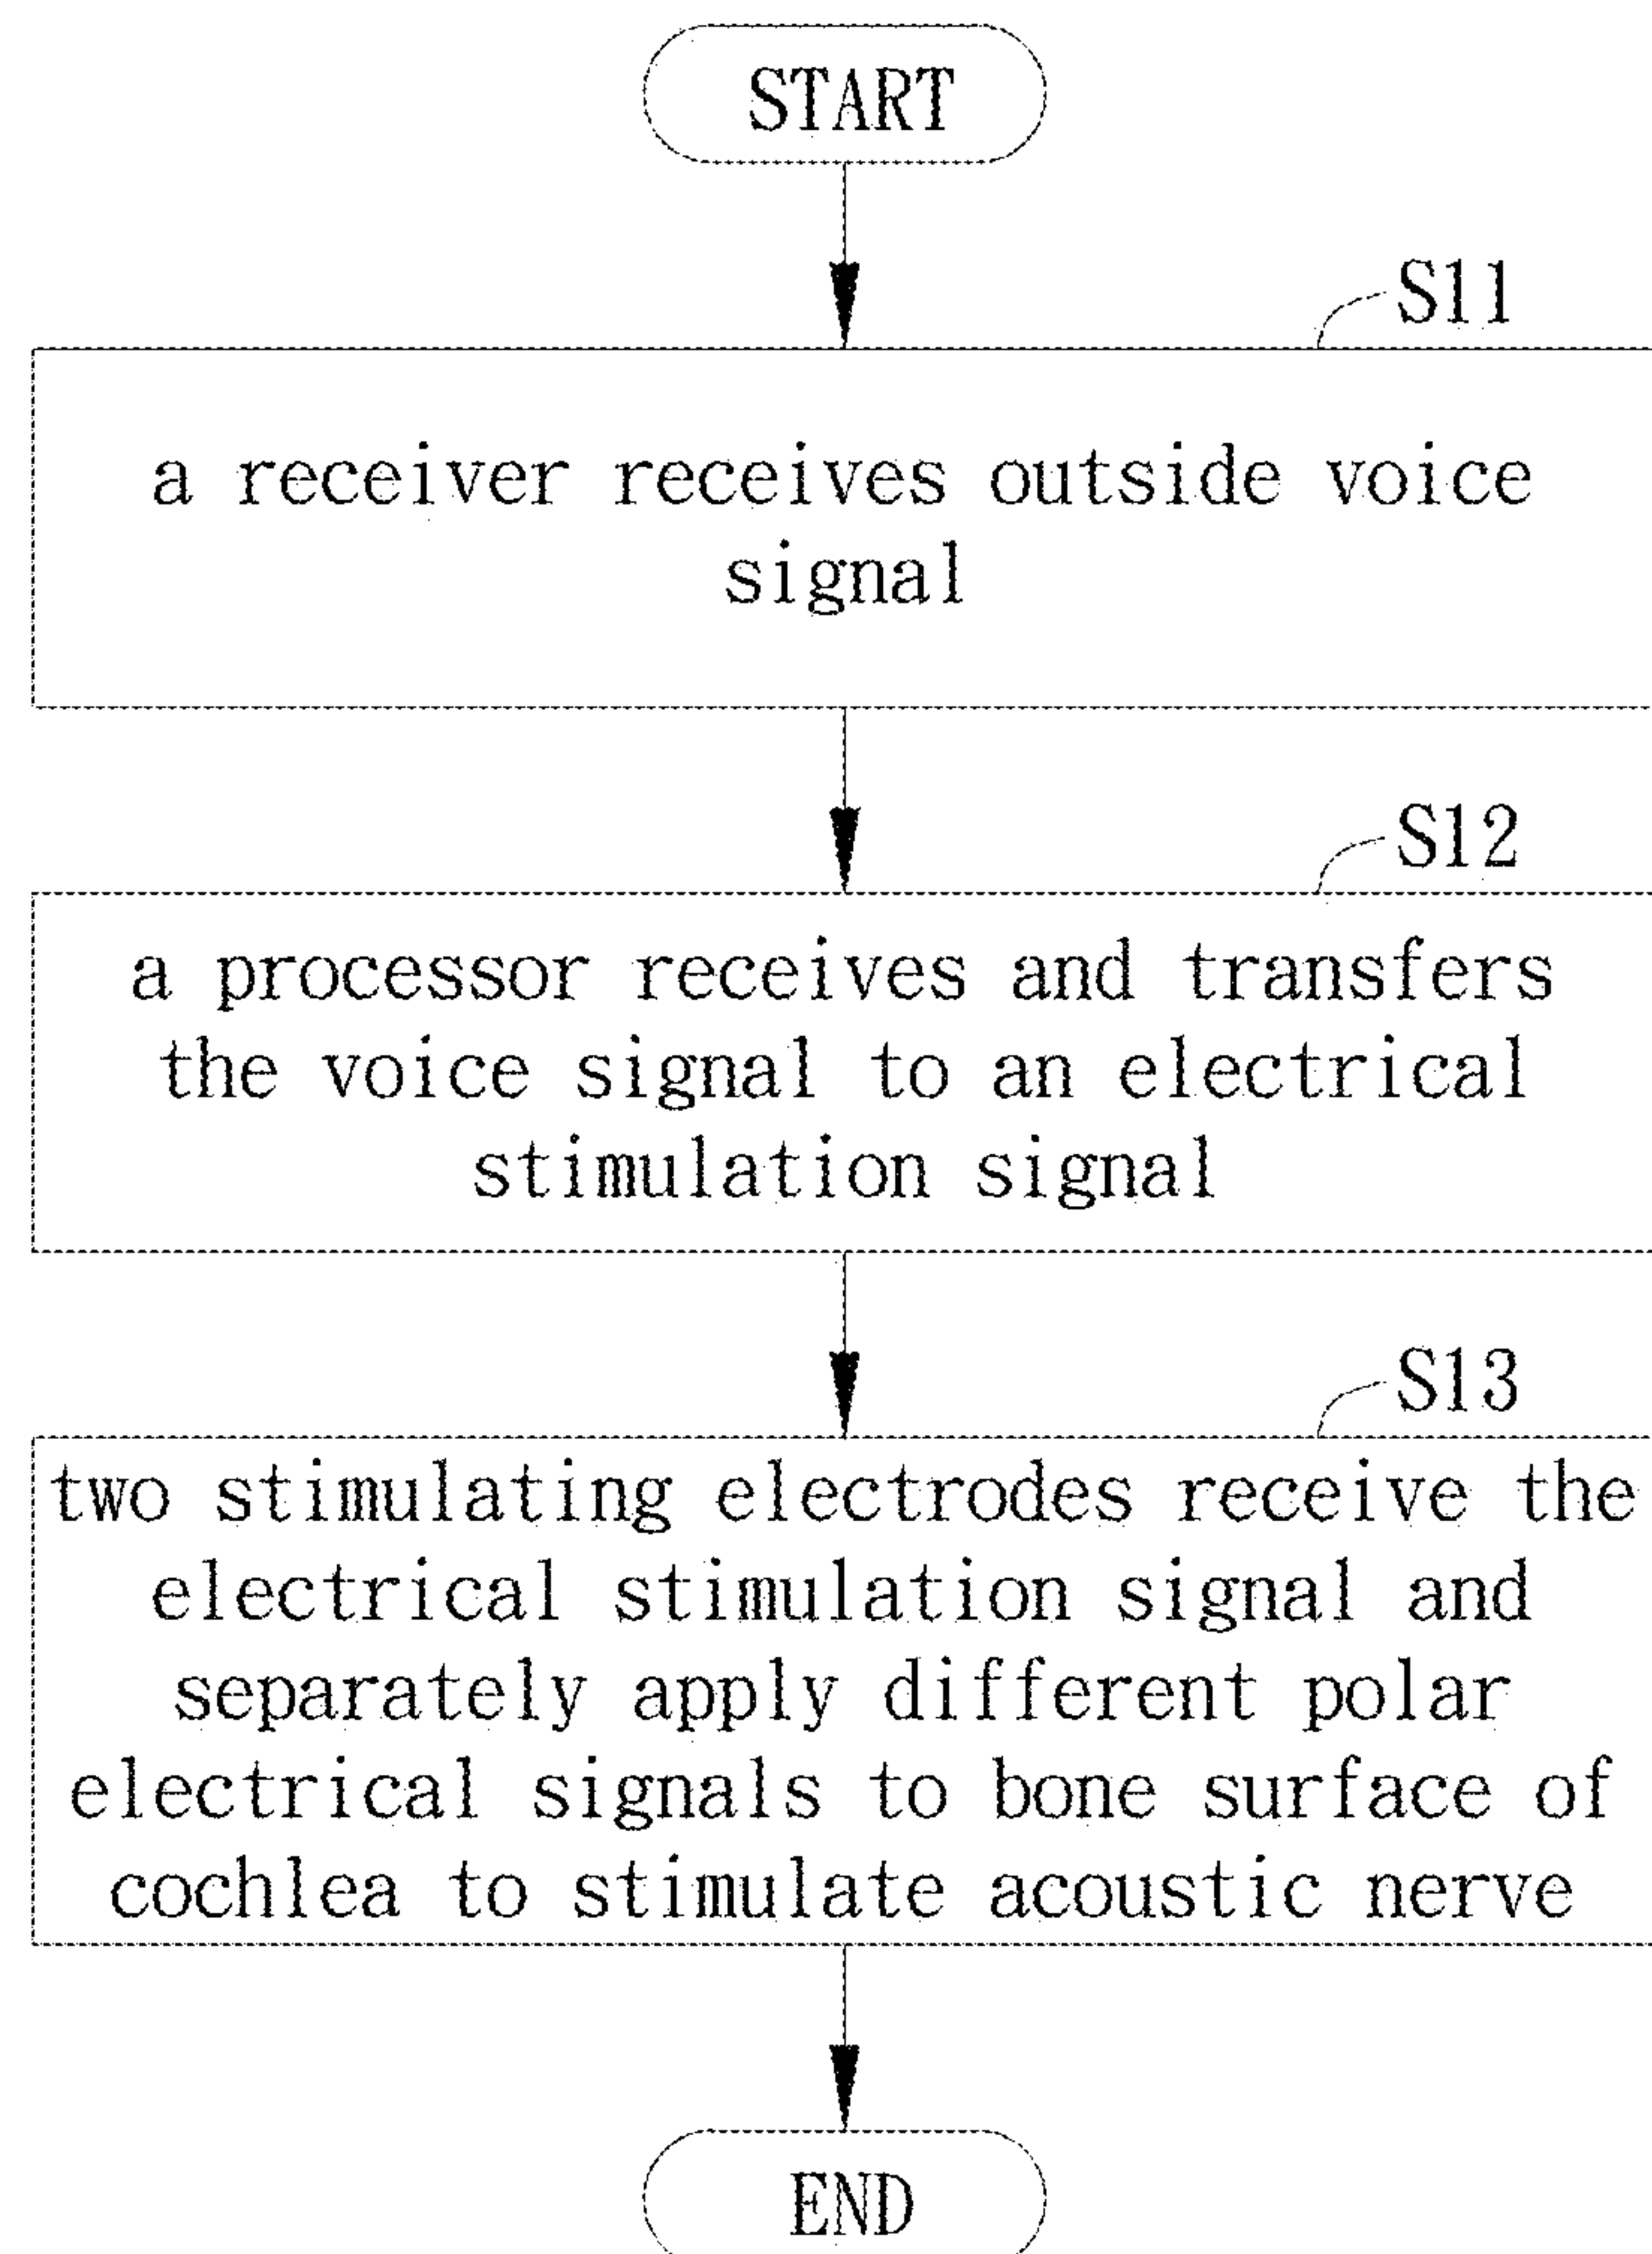 START
S11
a receiver receives outside voice
signal
S12
a processor receives and transfers
the voice signal to an electrical
stimulation signal
S13
two stimulating electrodes receive the
electrical stimulation signal and
separately apply different polar
electrical signals to bone surface of
cochlea to stimulate acoustic nerve
END